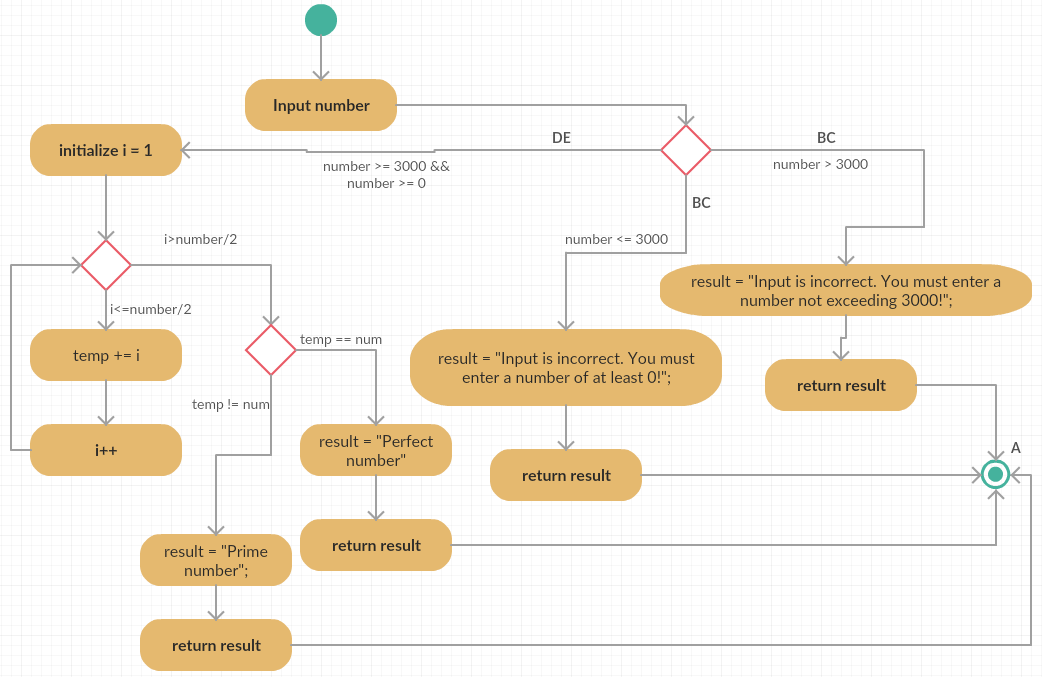 Input number
initialize i = 1
DE
BC
number >= 3000 &&
number >= 0
number > 3000
BC
i>number/2
number <= 3000
result = "Input is incorrect. You must enter a
number not exceeding 3000!";
i<=number/2
temp += i
temp == num
result = "Input is incorrect. You must
enter a number of at least 0!";
return result
temp != num
i++
result = "Perfect
number"
A
return result
return result
result = "Prime
number";
return result